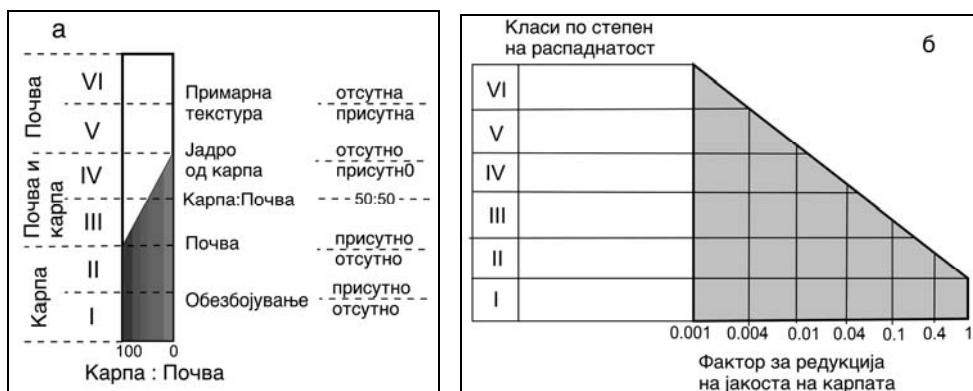 а
Почва
Почва и
карпа
Карпа
VI
V
IV
III
II
I
Примарна
текстура
отсутна
присутна
Јадро
од карпа
отсутно
присутн0
Карпа:Почва
50:50
Почва
присутно
отсутно
Обезбојување
присутно
отсутно
100 0
Карпа : Почва
б
Класи по степен
на распаднатост
VI
V
IV
III
II
I
0.001 0.004 0.01 0.04 0.1 0.4 1
Фактор за редукција
на јакоста на карпата